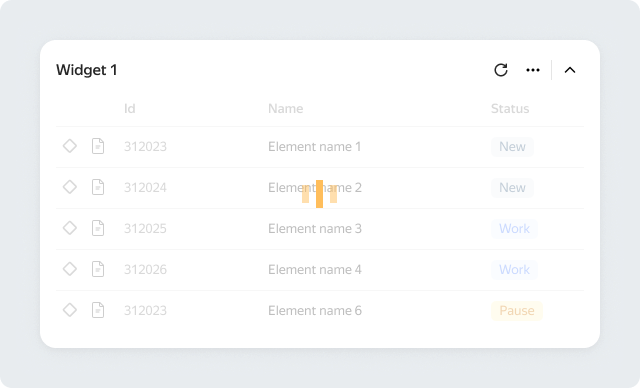 Widget 1
Id Name Status
312023 Element name 1 New
312024 Element name 2 New
312025 Element name 3 Work
312026 Element name 4 Work
312023 Element name 6 Pause